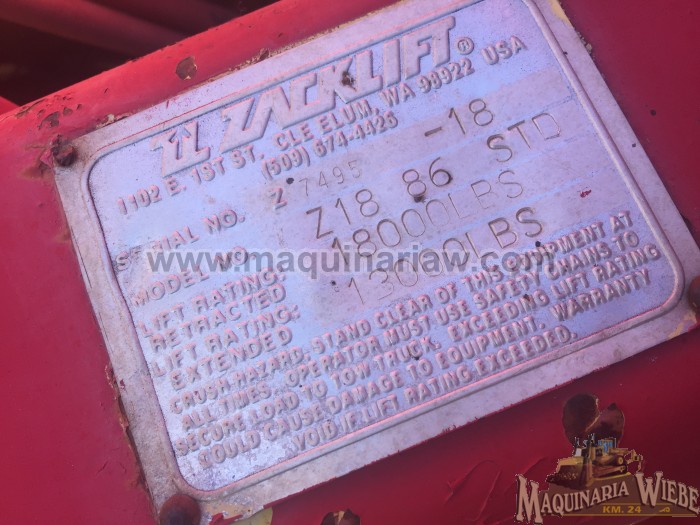 ZACKLIFT®
1102 E. 1ST ST, CLE ELUM, WA 98922 USA
(509) 674-4426
SERIAL NO. Z 7495 -18
MODEL NO. Z18 86 STD
LIFT RATING: 18000LBS
RETRACTED
LIFT RATING: 13000LBS
EXTENDED
CRUSH HAZARD. STAND CLEAR OF THIS EQUIPMENT AT
ALL TIMES. OPERATOR MUST USE SAFETY CHAINS TO
SECURE LOAD TO TOW TRUCK. EXCEEDING LIFT RATING
COULD CAUSE DAMAGE TO EQUIPMENT. WARRANTY
VOID IF LIFT RATING EXCEEDED.
www.maquinariaw.com
MAQUINARIA WIEBE
KM. 24